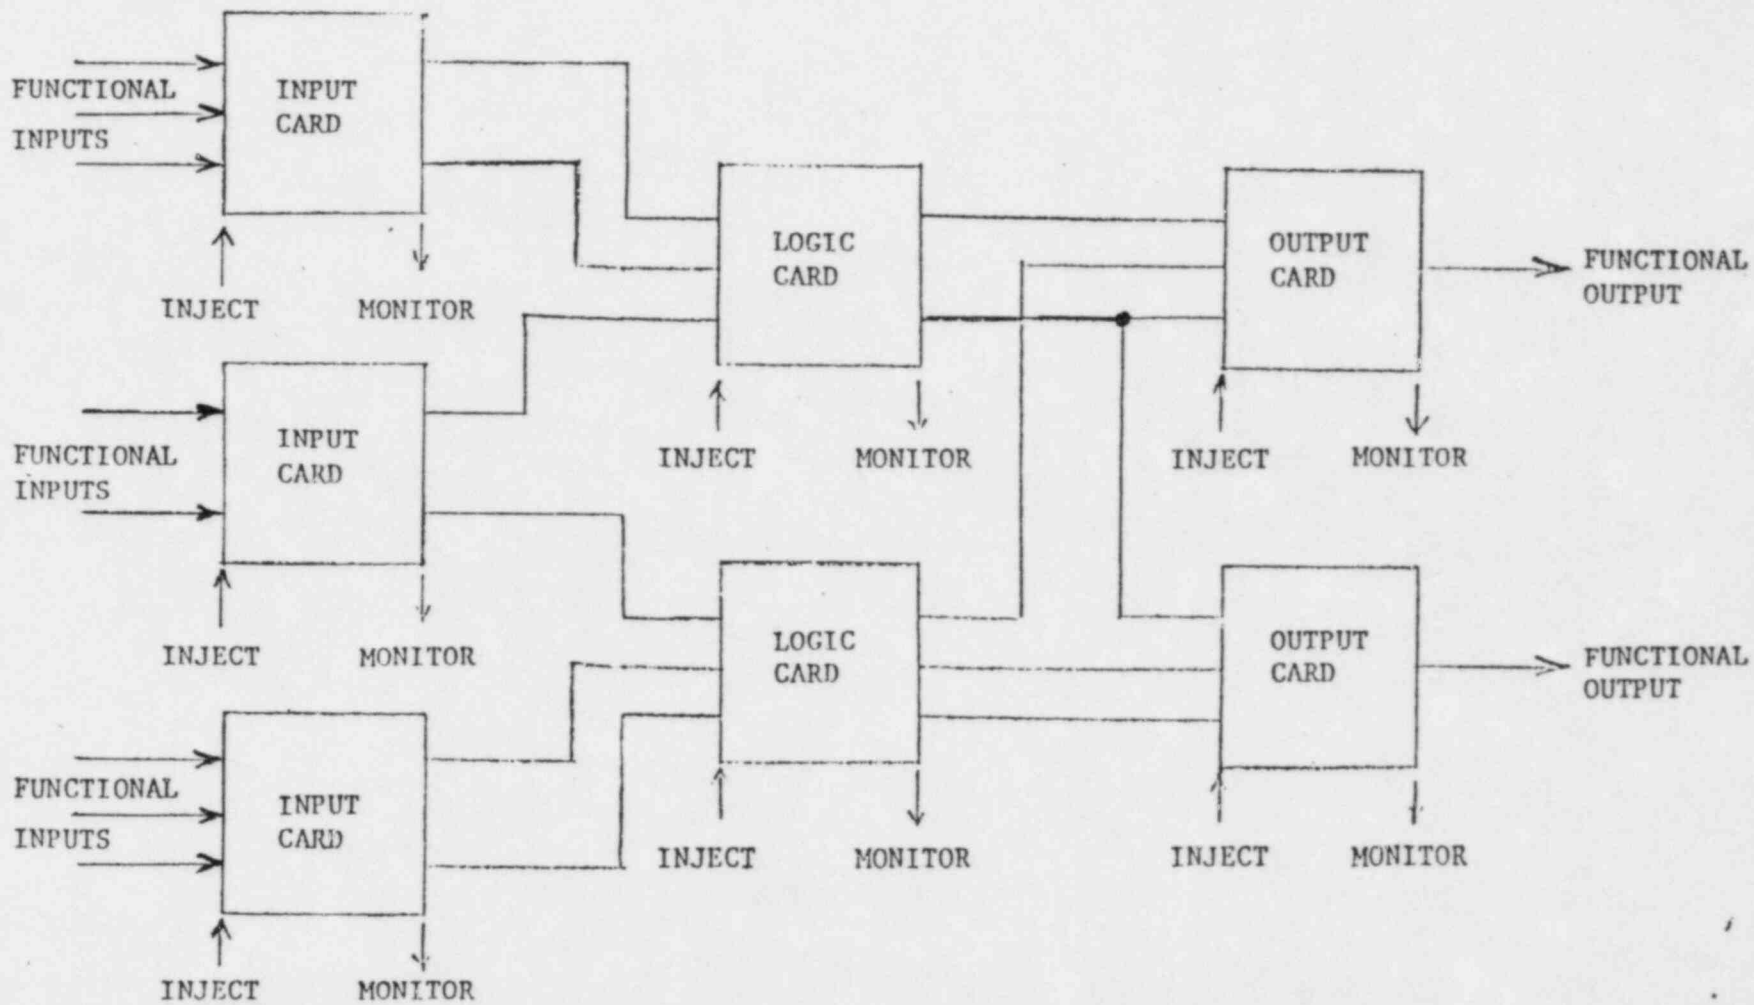 FUNCTIONAL
INPUTS
INPUT
CARD
INJECT
MONITOR
FUNCTIONAL
INPUTS
INPUT
CARD
INJECT
MONITOR
FUNCTIONAL
INPUTS
INPUT
CARD
INJECT
MONITOR
LOGIC
CARD
INJECT
MONITOR
LOGIC
CARD
INJECT
MONITOR
OUTPUT
CARD
INJECT
MONITOR
FUNCTIONAL
OUTPUT
OUTPUT
CARD
INJECT
MONITOR
FUNCTIONAL
OUTPUT